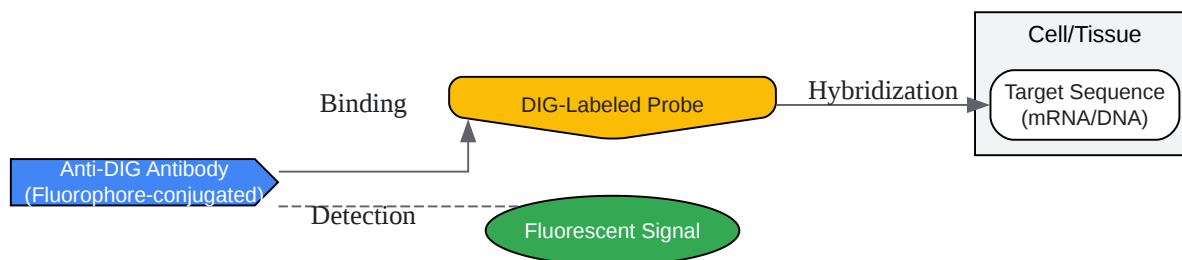 Cell/Tissue
Binding
DIG-Labeled Probe
Hybridization
Target Sequence
(mRNA/DNA)
Anti-DIG Antibody
(Fluorophore-conjugated)
Detection
Fluorescent Signal